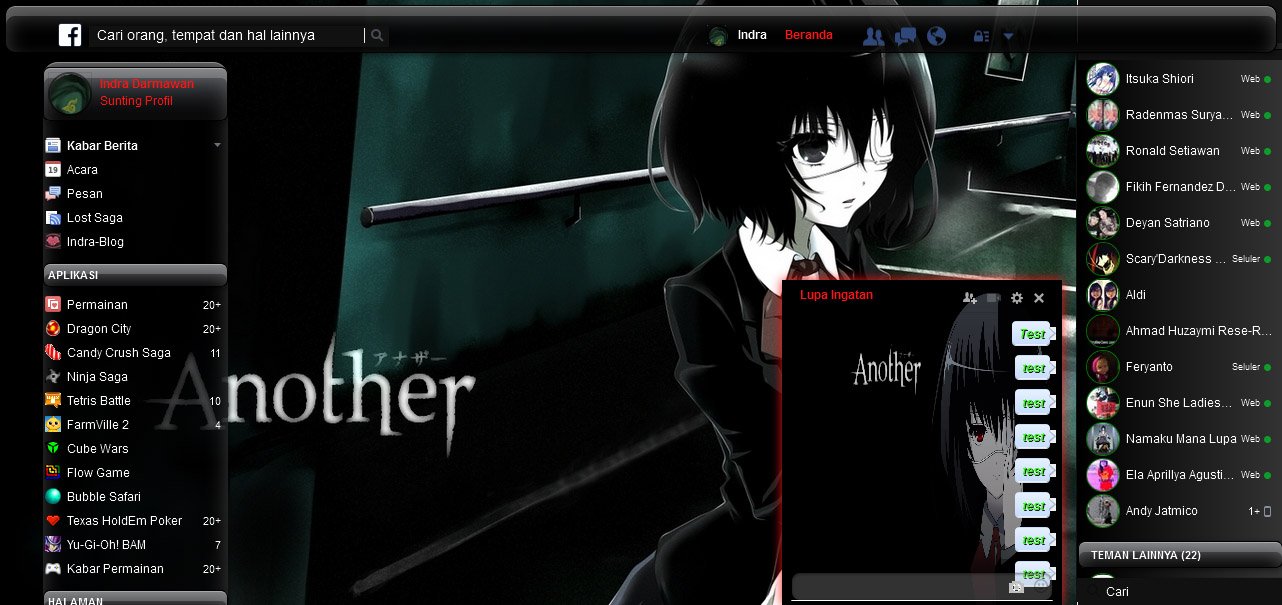 Cari orang, tempat dan hal lainnya
Indra
Beranda
Indra Darmawan
Sunting Profil
Kabar Berita
19
Acara
Pesan
Lost Saga
Indra-Blog
APLIKASI
Permainan 20+
Dragon City 20+
Candy Crush Saga 11
Ninja Saga
Tetris Battle 10
FarmVille 2 4
Cube Wars
Flow Game
Bubble Safari
Texas HoldEm Poker 20+
Yu-Gi-Oh! BAM 7
Kabar Permainan 20+
HALAMAN
アナザー
Another
Lupa Ingatan
Another
Test
test
test
test
test
test
test
test
Itsuka Shiori Web
Radenmas Surya... Web
Ronald Setiawan Web
Fikih Fernandez D... Web
Deyan Satriano Web
Scary'Darkness ... Seluler
Aldi
Ahmad Huzaymi Rese-R...
Feryanto Seluler
Enun She Ladies... Web
Namaku Mana Lupa Web
Ela Aprillya Agusti... Web
Andy Jatmico 1+
TEMAN LAINNYA (22)
Cari